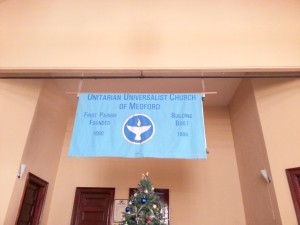 UNITARIAN UNIVERSALIST CHURCH
OF MEDFORD
FIRST PARISH
FOUNDED
1690
BUILDING
BUILT
1894